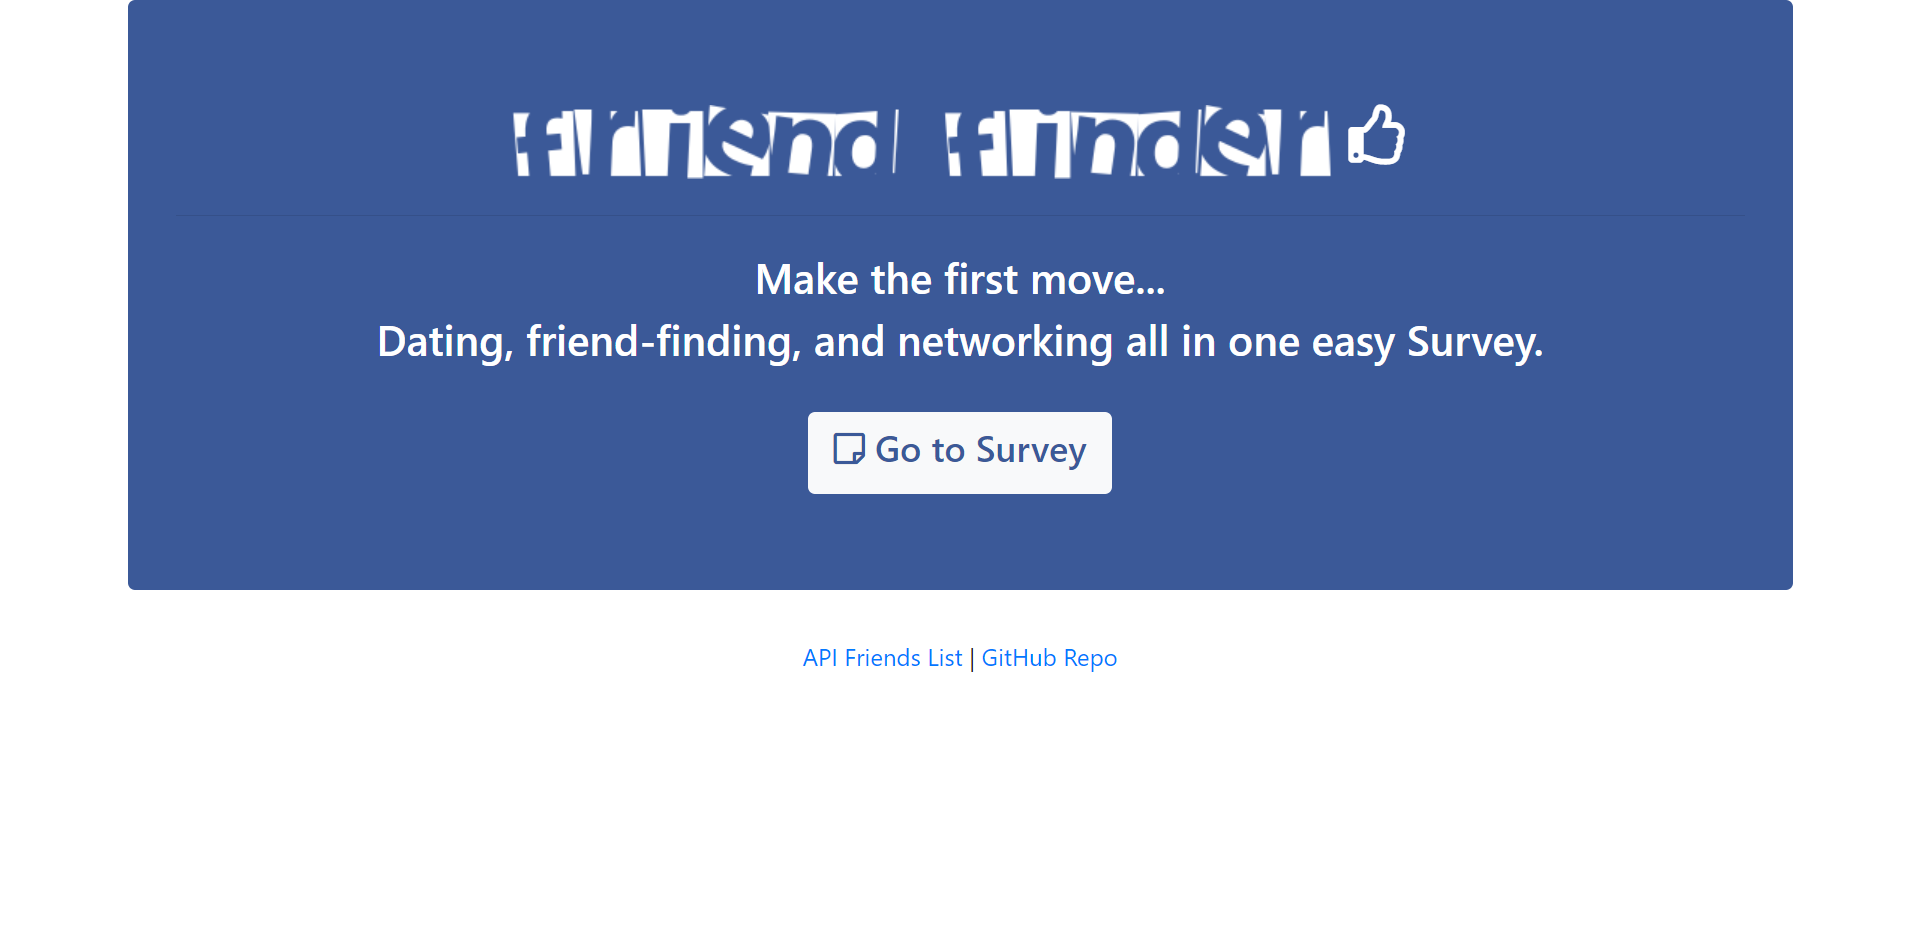 friend finder
Make the first move...
Dating, friend-finding, and networking all in one easy Survey.
Go to Survey
API Friends List | GitHub Repo